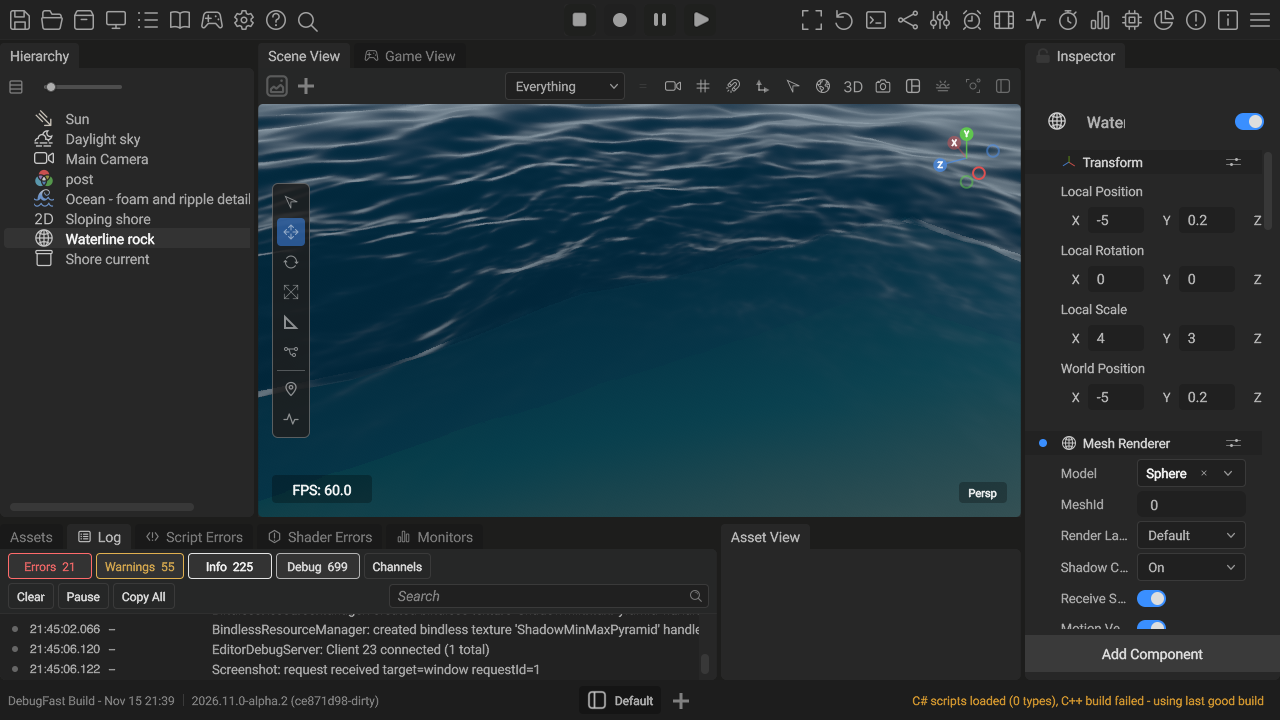 Hierarchy
Scene View
Game View
Inspector
Everything
3D
Sun
Daylight sky
Main Camera
post
Ocean - foam and ripple detail
2D Sloping shore
Waterline rock
Shore current
X
Y
Z
FPS: 60.0
Persp
Water
Transform
Local Position
X -5 Y 0.2 Z
Local Rotation
X 0 Y 0 Z
Local Scale
X 4 Y 3 Z
World Position
X -5 Y 0.2 Z
Mesh Renderer
Model Sphere ×
MeshId 0
Render La... Default
Shadow C... On
Receive S...
Motion Ve...
Add Component
Assets
Log
Script Errors
Shader Errors
Monitors
Asset View
Errors 21
Warnings 55
Info 225
Debug 699
Channels
Clear
Pause
Copy All
Search
21:45:02.066 – BindlessResourceManager: created bindless texture 'ShadowMinMaxPyramid' handle
21:45:06.120 – EditorDebugServer: Client 23 connected (1 total)
21:45:06.122 – Screenshot: request received target=window requestId=1
DebugFast Build - Nov 15 21:39
2026.11.0-alpha.2 (ce871d98-dirty)
Default
C# scripts loaded (0 types), C++ build failed - using last good build